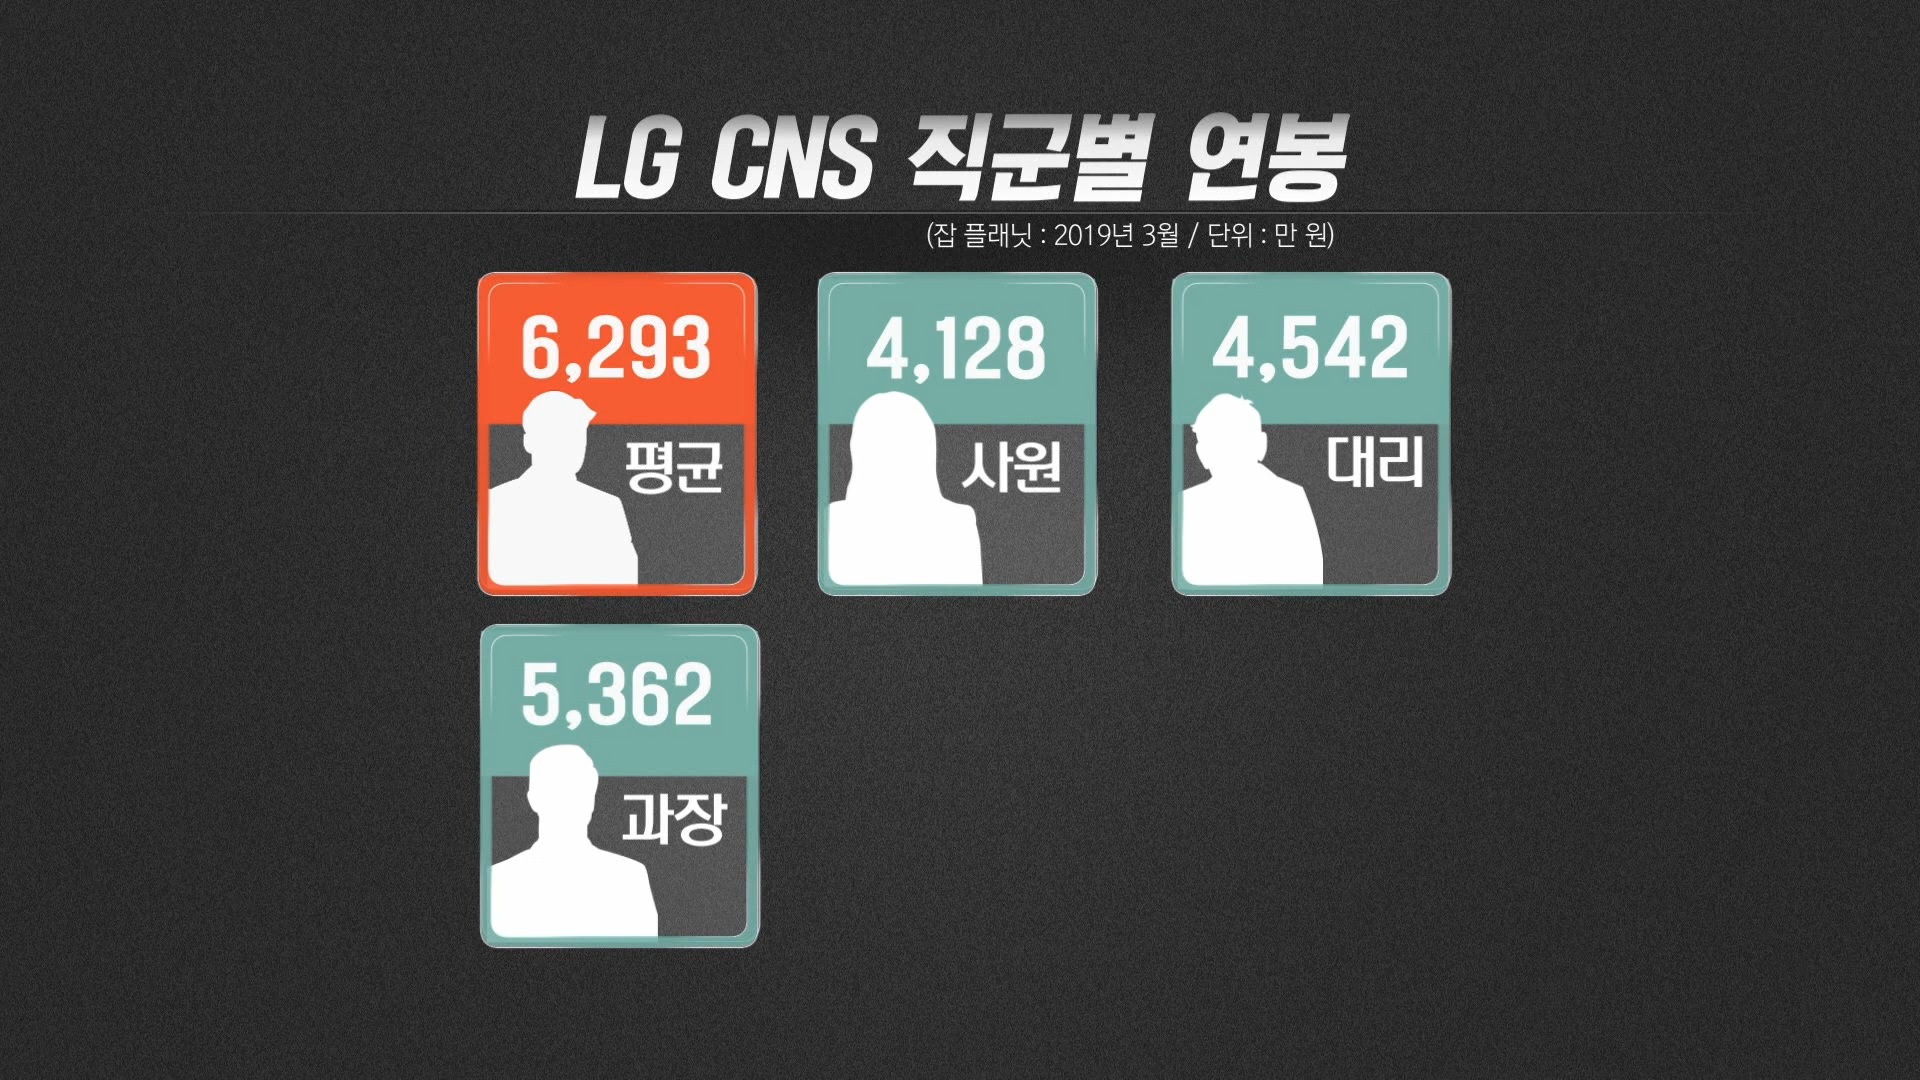 LG CNS 직군별 연봉
(잡 플래닛 : 2019년 3월 / 단위 : 만 원)
6,293
평균
4,128
사원
4,542
대리
5,362
과장